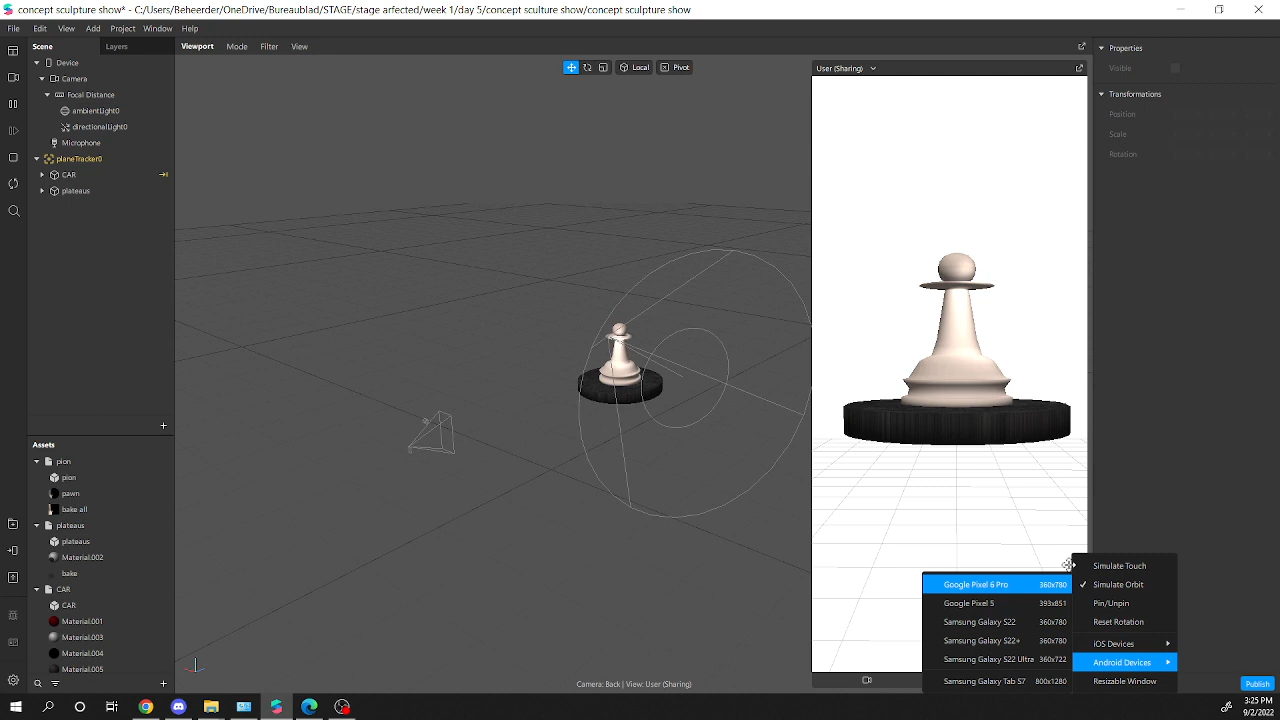 concept sculpture show* - C:/Users/Beheerder/OneDrive/Bureaublad/STAGE/stage arfected/week 1/day 5/concept sculture show/concept sculpture show
File Edit View Add Project Window Help
Scene Layers
Viewport Mode Filter View
Local Pivot
User (Sharing)
Device
Camera
Focal Distance
ambientLight0
directionalLight0
Microphone
planeTracker0
CAR
plateaus
Assets
pion
pion
pawn
bake all
plateaus
plateaus
Material.002
bake
CAR
CAR
Material.001
Material.003
Material.004
Material.005
Camera: Back | View: User (Sharing)
Properties
Visible
Transformations
Position
Scale
Rotation
Simulate Touch
Simulate Orbit
Pin/Unpin
Reset Rotation
iOS Devices
Android Devices
Resizable Window
Google Pixel 6 Pro 360x780
Google Pixel 5 393x851
Samsung Galaxy S22 360x780
Samsung Galaxy S22+ 360x780
Samsung Galaxy S22 Ultra 360x722
Samsung Galaxy Tab S7 800x1280
Publish
3:25 PM
9/2/2022